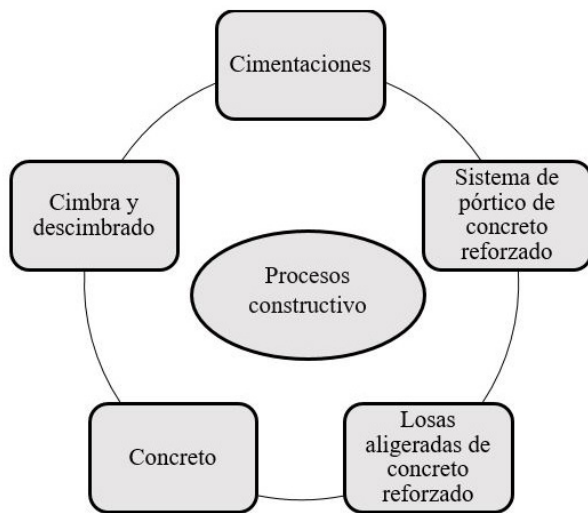 Cimentaciones
Sistema de
pórtico de
concreto
reforzado
Losas
aligeradas de
concreto
reforzado
Concreto
Cimbra y
descimbrado
Procesos
constructivo